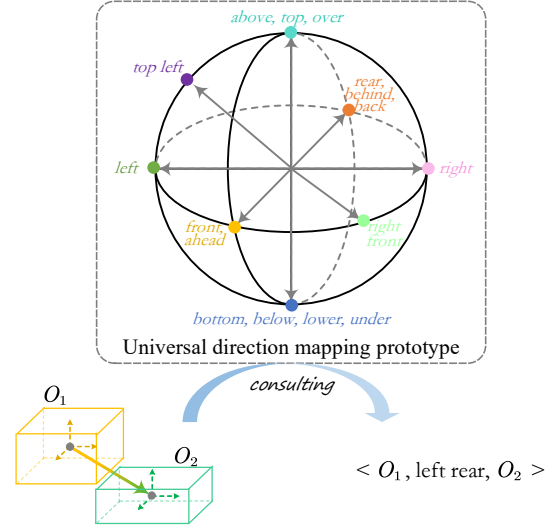 above, top, over
top left
rear,
behind,
back
left
right
front,
ahead
right
front
bottom, below, lower, under
Universal direction mapping prototype
consulting
O₁
O₂
< O₁, left rear, O₂ >